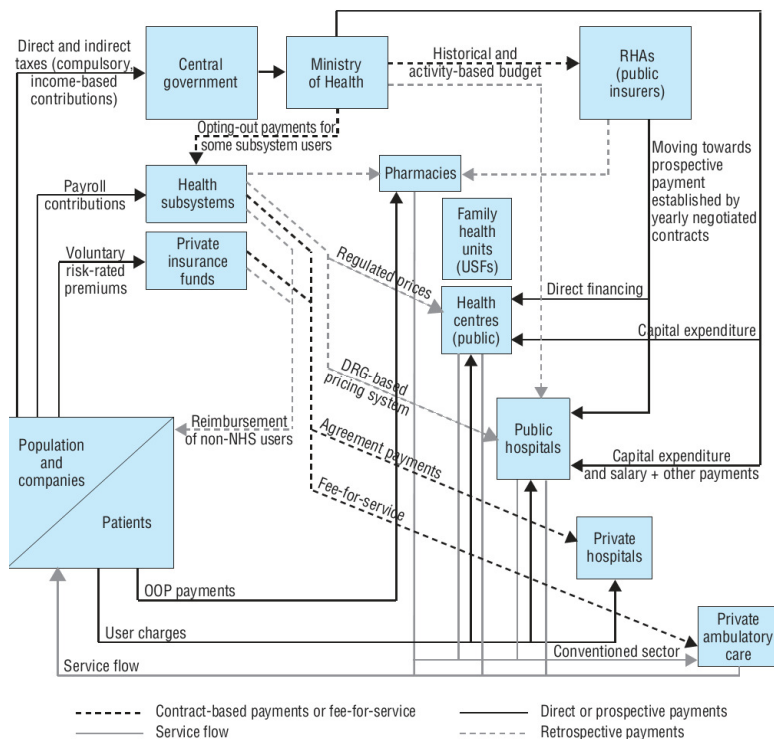 Direct and indirect
taxes (compulsory,
income-based
contributions)
Central
government
Ministry
of Health
Historical and
activity-based budget
RHAs
(public
insurers)
Opting-out payments for
some subsystem users
Moving towards
prospective
payment
established by
yearly negotiated
contracts
Payroll
contributions
Health
subsystems
Pharmacies
Family
health
units
(USFs)
Voluntary
risk-rated
premiums
Private
insurance
funds
Regulated prices
Health
centres
(public)
Direct financing
Capital expenditure
DRG-based
pricing system
Reimbursement
of non-NHS users
Population
and
companies
Patients
Agreement payments
Public
hospitals
Capital expenditure
and salary + other payments
Fee-for-service
Private
hospitals
OOP payments
User charges
Private
ambulatory
care
Conventioned sector
Service flow
Contract-based payments or fee-for-service
Direct or prospective payments
Service flow
Retrospective payments